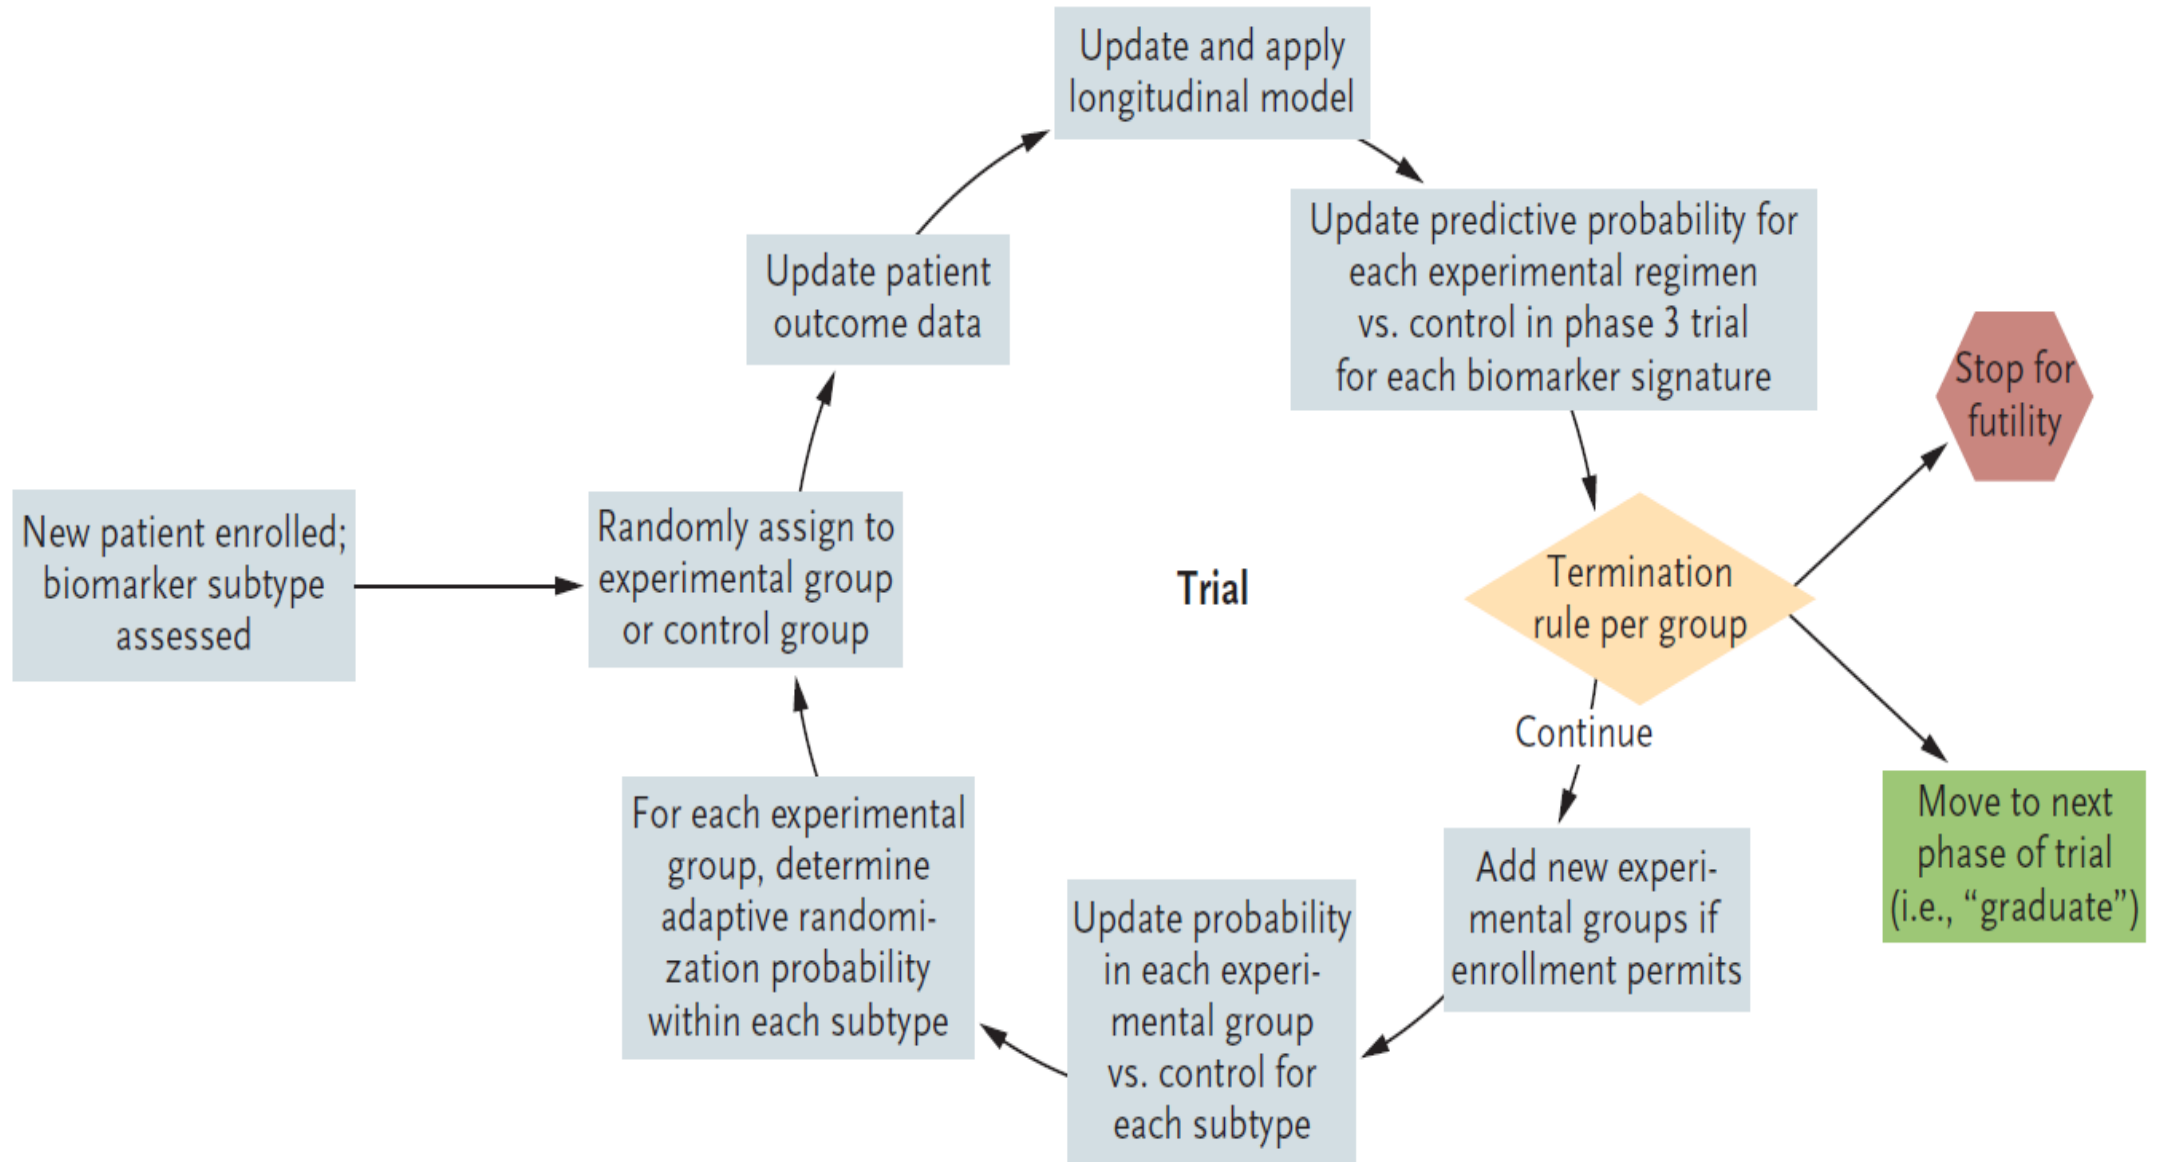 Update and apply
longitudinal model
Update predictive probability for
each experimental regimen
vs. control in phase 3 trial
for each biomarker signature
Update patient
outcome data
Stop for
futility
New patient enrolled;
biomarker subtype
assessed
Randomly assign to
experimental group
or control group
Trial
Termination
rule per group
Continue
For each experimental
group, determine
adaptive randomi-
zation probability
within each subtype
Update probability
in each experi-
mental group
vs. control for
each subtype
Add new experi-
mental groups if
enrollment permits
Move to next
phase of trial
(i.e., “graduate”)